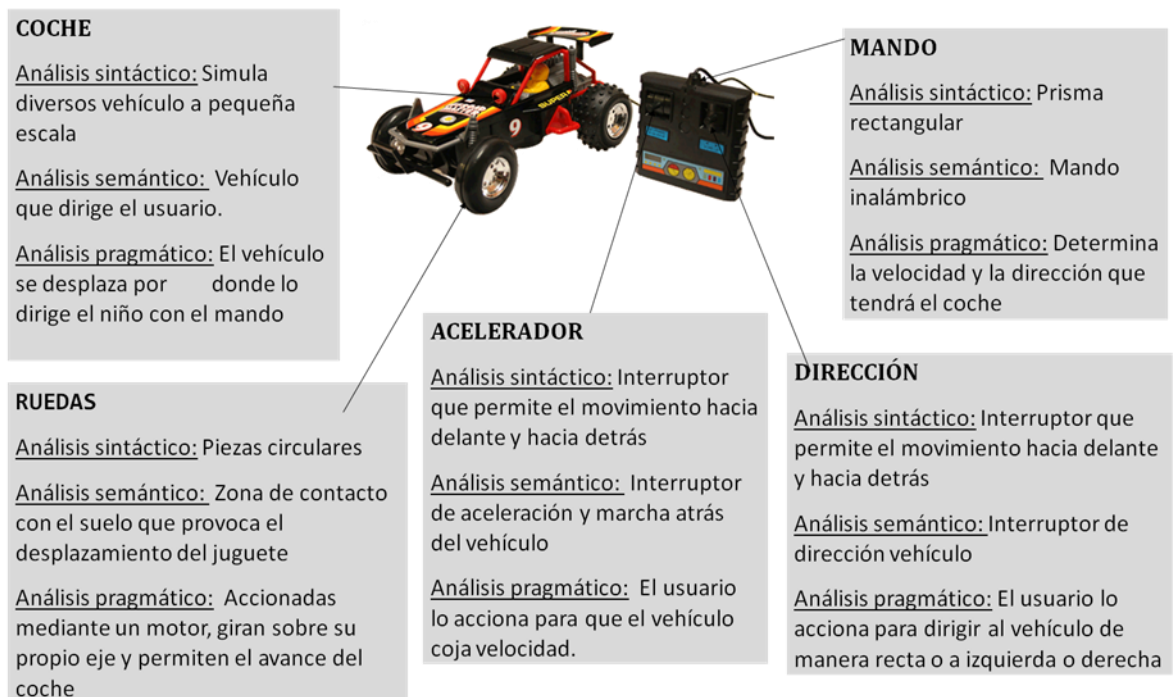 COCHE
Análisis sintáctico: Simula
diversos vehículo a pequeña
escala
Análisis semántico: Vehículo
que dirige el usuario.
Análisis pragmático: El vehículo
se desplaza por donde lo
dirige el niño con el mando
RUEDAS
Análisis sintáctico: Piezas circulares
Análisis semántico: Zona de contacto
con el suelo que provoca el
desplazamiento del juguete
Análisis pragmático: Accionadas
mediante un motor, giran sobre su
propio eje y permiten el avance del
coche
SUPER
9
ACELERADOR
Análisis sintáctico: Interruptor
que permite el movimiento hacia
delante y hacia detrás
Análisis semántico: Interruptor
de aceleración y marcha atrás
del vehículo
Análisis pragmático: El usuario
lo acciona para que el vehículo
coja velocidad.
MANDO
Análisis sintáctico: Prisma
rectangular
Análisis semántico: Mando
inalámbrico
Análisis pragmático: Determina
la velocidad y la dirección que
tendrá el coche
DIRECCIÓN
Análisis sintáctico: Interruptor que
permite el movimiento hacia delante
y hacia detrás
Análisis semántico: Interruptor de
dirección vehículo
Análisis pragmático: El usuario lo
acciona para dirigir al vehículo de
manera recta o a izquierda o derecha